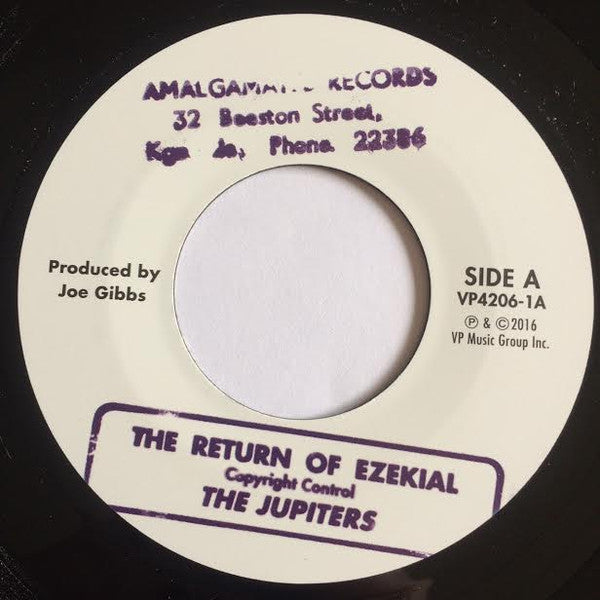 RECORDS
32 Beeston Street,
Kgn Ja, Phone 22386
Produced by
Joe Gibbs
SIDE A
VP4206-1A
Ⓟ & ©2016
VP Music Group Inc.
THE RETURN OF EZEKIAL
Copyright Control
THE JUPITERS